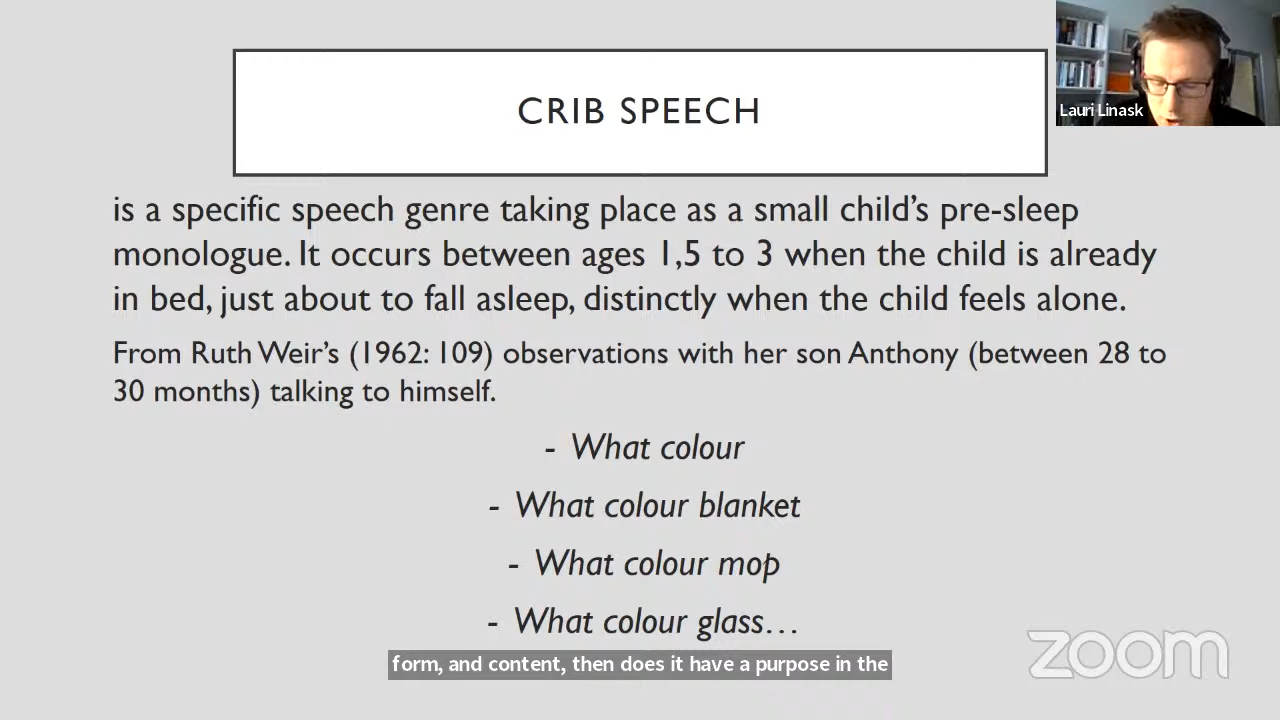 CRIB SPEECH
Lauri Linask
is a specific speech genre taking place as a small child’s pre-sleep
monologue. It occurs between ages 1,5 to 3 when the child is already
in bed, just about to fall asleep, distinctly when the child feels alone.
From Ruth Weir’s (1962: 109) observations with her son Anthony (between 28 to
30 months) talking to himself.
- What colour
- What colour blanket
- What colour mop
- What colour glass…
form, and content, then does it have a purpose in the
zoom